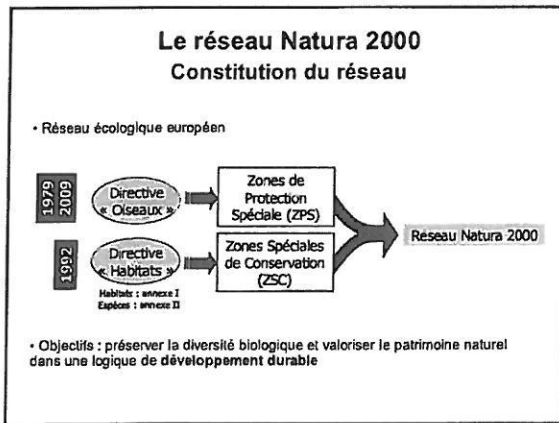 Le réseau Natura 2000
Constitution du réseau
• Réseau écologique européen
1979
2009
Directive
« Oiseaux »
Zones de
Protection
Spéciale (ZPS)
Réseau Natura 2000
1992
Directive
« Habitats »
Zones Spéciales
de Conservation
(ZSC)
Habitats : annexe I
Espèces : annexe II
• Objectifs : préserver la diversité biologique et valoriser le patrimoine naturel
dans une logique de développement durable